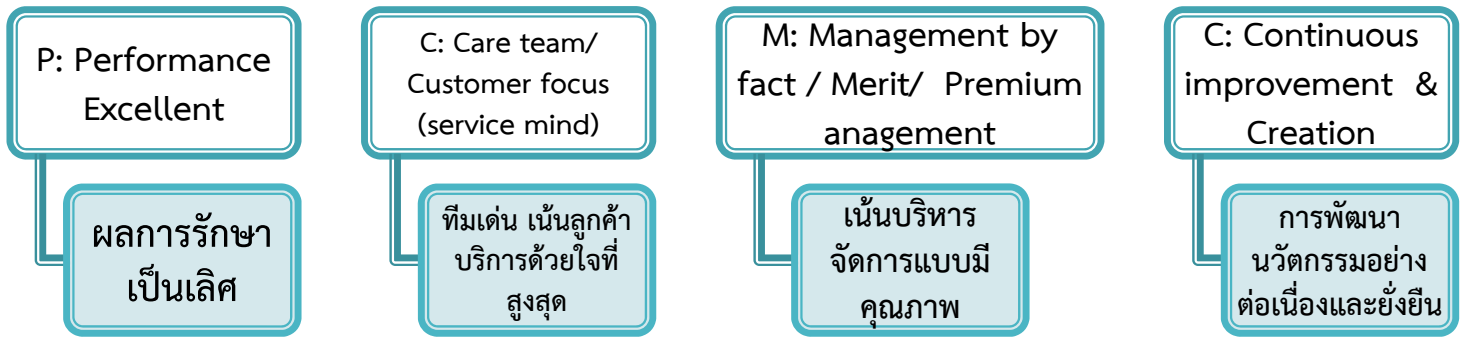 P: Performance
Excellent
ผลการรักษา
เป็นเลิศ
C: Care team/
Customer focus
(service mind)
ทีมเด่น เน้นลูกค้า
บริการด้วยใจที่
สูงสุด
M: Management by
fact / Merit/ Premium
anagement
เน้นบริหาร
จัดการแบบมี
คุณภาพ
C: Continuous
improvement &
Creation
การพัฒนา
นวัตกรรมอย่าง
ต่อเนื่องและยั่งยืน